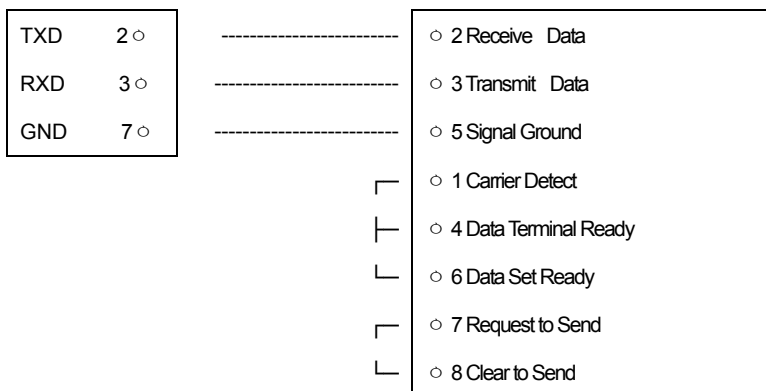 TXD 2 ○ ------------------------- ○ 2 Receive Data
RXD 3 ○ -------------------------- ○ 3 Transmit Data
GND 7 ○ -------------------------- ○ 5 Signal Ground
○ 1 Carrier Detect
○ 4 Data Terminal Ready
○ 6 Data Set Ready
○ 7 Request to Send
○ 8 Clear to Send